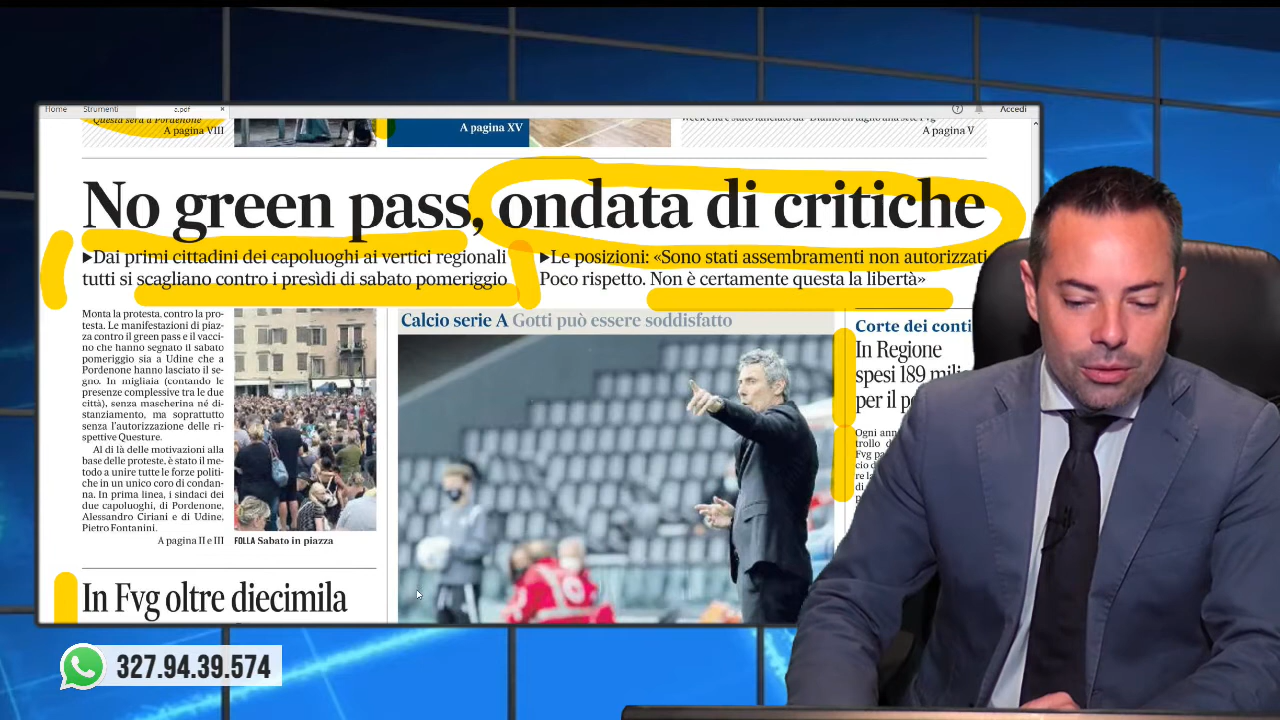 Home Strumenti a.pdf × Accedi
Questa sera a Pordenone
A pagina VIII
A pagina XV
A pagina V
No green pass, ondata di critiche
▶Dai primi cittadini dei capoluoghi ai vertici regionali
tutti si scagliano contro i presìdi di sabato pomeriggio
▶Le posizioni: «Sono stati assembramenti non autorizzati
Poco rispetto. Non è certamente questa la libertà»
Monta la protesta, contro la pro-
testa. Le manifestazioni di piaz-
za contro il green pass e il vacci-
no che hanno segnato il sabato
pomeriggio sia a Udine che a
Pordenone hanno lasciato il se-
gno. In migliaia (contando le
presenze complessive tra le due
città), senza mascherina né di-
stanziamento, ma soprattutto
senza l'autorizzazione delle ri-
spettive Questure.
Al di là delle motivazioni alla
base delle proteste, è stato il me-
todo a unire tutte le forze politi-
che in un unico coro di condan-
na. In prima linea, i sindaci dei
due capoluoghi, di Pordenone,
Alessandro Ciriani e di Udine,
Pietro Fontanini.
A pagina II e III
FOLLA Sabato in piazza
Calcio serie A Gotti può essere soddisfatto
Corte dei conti
In Regione
spesi 189
per il
Ogni
In Fvg oltre diecimila
327.94.39.574